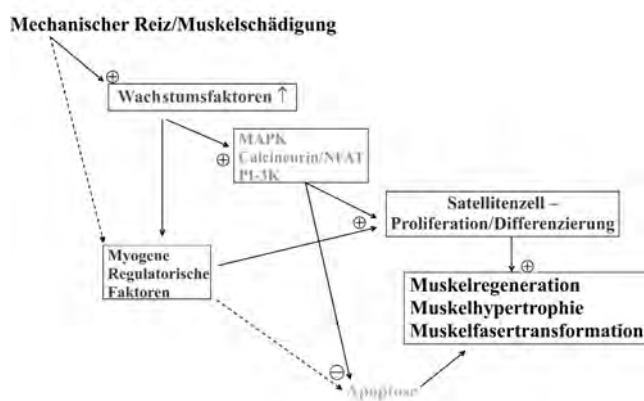 Mechanischer Reiz/Muskelschädigung
⊕
Wachstumsfaktoren ↑
MAPK
Calcineurin/NFAT
PI-3K
⊕
Satellitenzell –
Proliferation/Differenzierung
⊕
Myogene
Regulatorische
Faktoren
⊕
Muskelregeneration
Muskelhypertrophie
Muskelfasertransformation
⊖
Apoptose